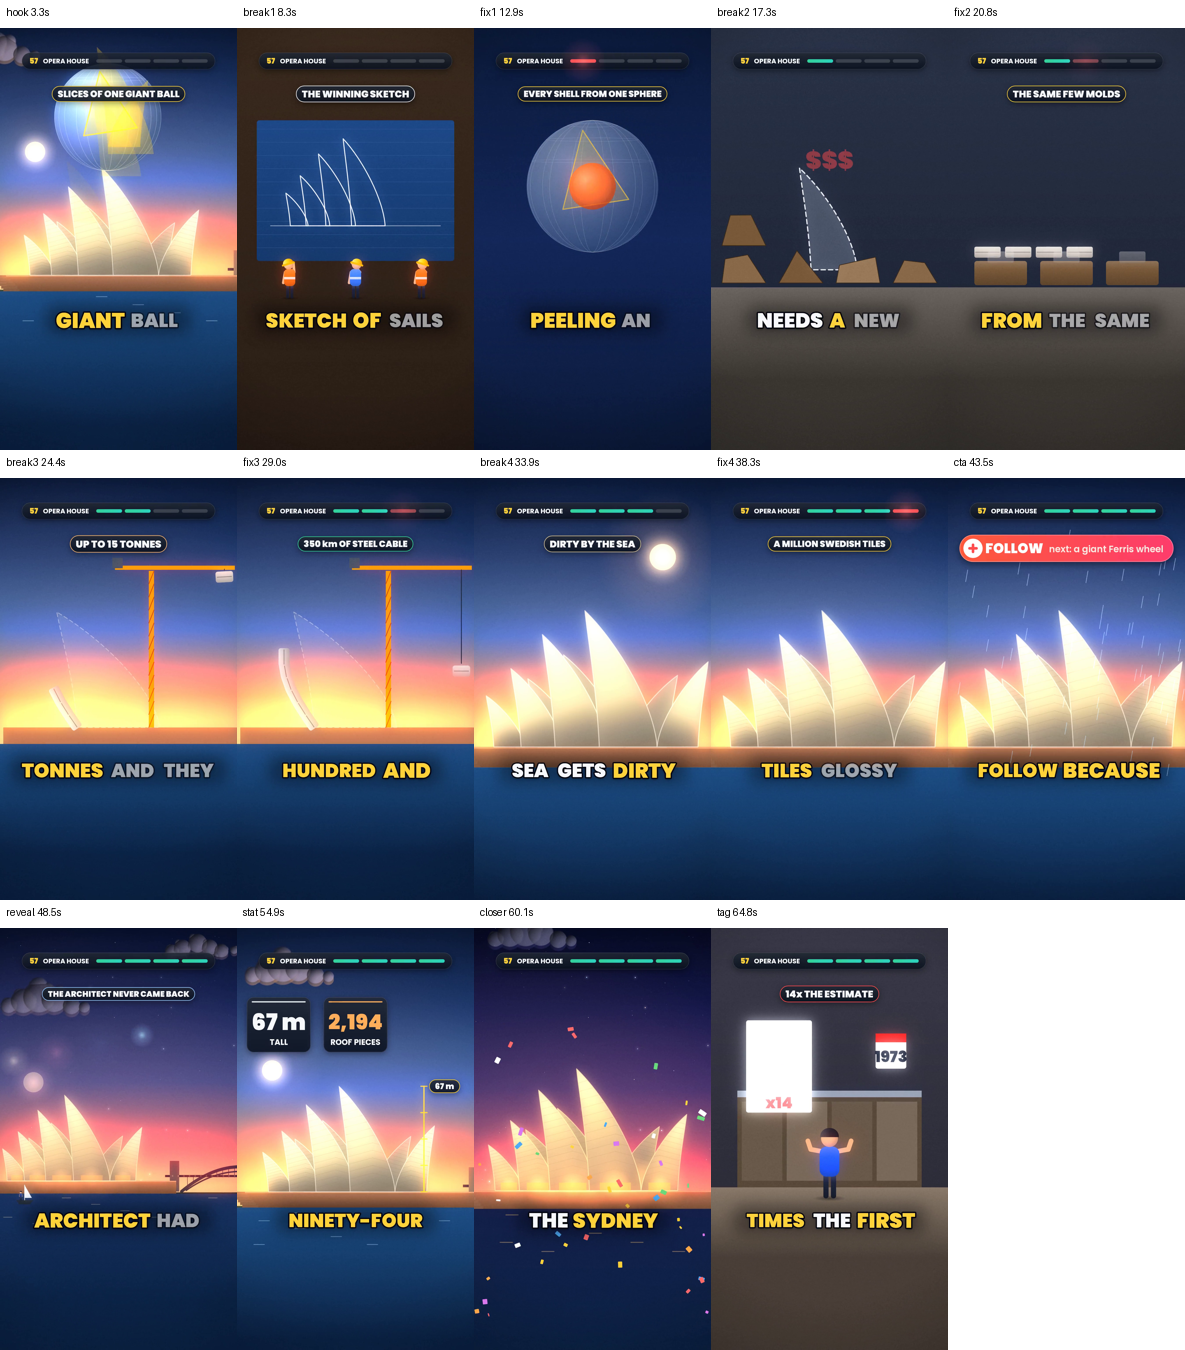 hook 3.3s
57 OPERA HOUSE
SLICES OF ONE GIANT BALL
GIANT BALL
break1 8.3s
57 OPERA HOUSE
THE WINNING SKETCH
SKETCH OF SAILS
fix1 12.9s
57 OPERA HOUSE
EVERY SHELL FROM ONE SPHERE
PEELING AN
break2 17.3s
57 OPERA HOUSE
$$$
NEEDS A NEW
fix2 20.8s
57 OPERA HOUSE
THE SAME FEW MOLDS
FROM THE SAME
break3 24.4s
57 OPERA HOUSE
UP TO 15 TONNES
TONNES AND THEY
fix3 29.0s
57 OPERA HOUSE
350 km OF STEEL CABLE
HUNDRED AND
break4 33.9s
57 OPERA HOUSE
DIRTY BY THE SEA
SEA GETS DIRTY
fix4 38.3s
57 OPERA HOUSE
A MILLION SWEDISH TILES
TILES GLOSSY
cta 43.5s
57 OPERA HOUSE
FOLLOW next: a giant Ferris wheel
FOLLOW BECAUSE
reveal 48.5s
57 OPERA HOUSE
THE ARCHITECT NEVER CAME BACK
ARCHITECT HAD
stat 54.9s
57 OPERA HOUSE
67 m
TALL
2,194
ROOF PIECES
67 m
NINETY-FOUR
closer 60.1s
57 OPERA HOUSE
THE SYDNEY
tag 64.8s
57 OPERA HOUSE
14x THE ESTIMATE
1973
x14
TIMES THE FIRST